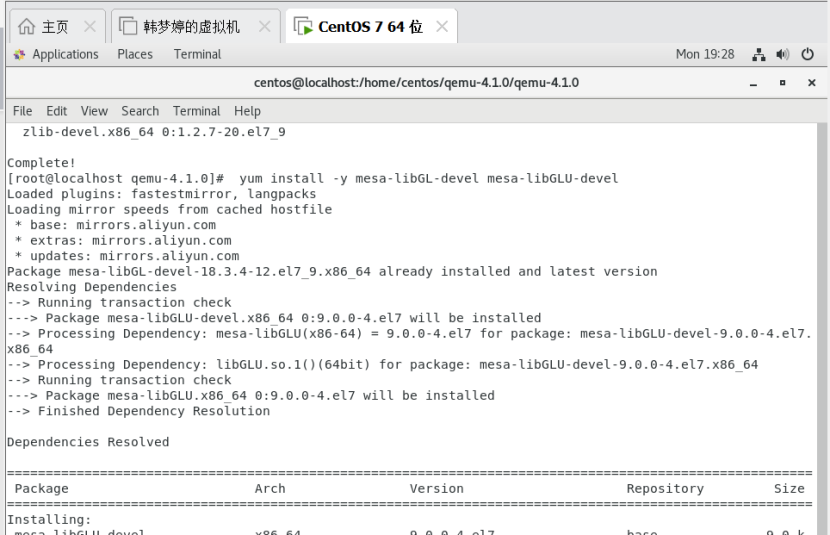 主页
韩梦婷的虚拟机
CentOS 7 64 位
Applications Places Terminal Mon 19:28
centos@localhost:/home/centos/qemu-4.1.0/qemu-4.1.0
File Edit View Search Terminal Help
zlib-devel.x86_64 0:1.2.7-20.el7_9
Complete!
[root@localhost qemu-4.1.0]#  yum install -y mesa-libGL-devel mesa-libGLU-devel
Loaded plugins: fastestmirror, langpacks
Loading mirror speeds from cached hostfile
 * base: mirrors.aliyun.com
 * extras: mirrors.aliyun.com
 * updates: mirrors.aliyun.com
Package mesa-libGL-devel-18.3.4-12.el7_9.x86_64 already installed and latest version
Resolving Dependencies
--> Running transaction check
---> Package mesa-libGLU-devel.x86_64 0:9.0.0-4.el7 will be installed
--> Processing Dependency: mesa-libGLU(x86-64) = 9.0.0-4.el7 for package: mesa-libGLU-devel-9.0.0-4.el7.
x86_64
--> Processing Dependency: libGLU.so.1()(64bit) for package: mesa-libGLU-devel-9.0.0-4.el7.x86_64
--> Running transaction check
---> Package mesa-libGLU.x86_64 0:9.0.0-4.el7 will be installed
--> Finished Dependency Resolution
Dependencies Resolved
Package Arch Version Repository Size
Installing:
mesa-libGLU-devel x86_64 9.0.0-4.el7 base 9.0 k